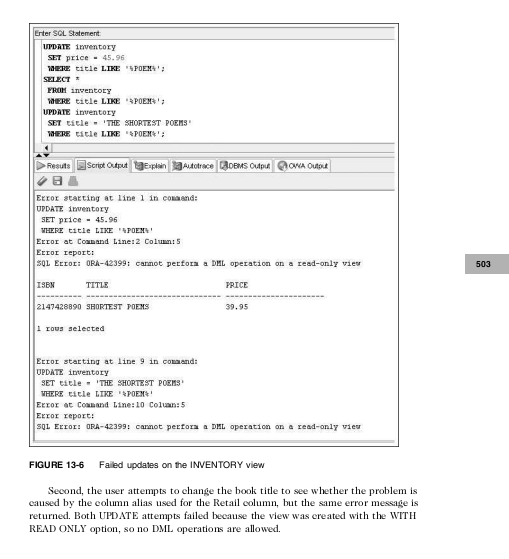 Enter SQL Statement:
UPDATE inventory
SET price = 45.96
WHERE title LIKE '%POEM%';
SELECT *
FROM inventory
WHERE title LIKE '%POEM%';
UPDATE inventory
SET title = 'THE SHORTEST POEMS'
WHERE title LIKE '%POEM%';
Results Script Output Explain Autotrace DBMS Output OWA Output
Error starting at line 1 in command:
UPDATE inventory
SET price = 45.96
WHERE title LIKE '%POEM%'
Error at Command Line:2 Column:5
Error report:
SQL Error: ORA-42399: cannot perform a DML operation on a read-only view
503
ISBN TITLE PRICE
---------- ------------------------------ ----------------------
2147428890 SHORTEST POEMS 39.95
1 rows selected
Error starting at line 9 in command:
UPDATE inventory
SET title = 'THE SHORTEST POEMS'
WHERE title LIKE '%POEM%'
Error at Command Line:10 Column:5
Error report:
SQL Error: ORA-42399: cannot perform a DML operation on a read-only view
FIGURE 13-6 Failed updates on the INVENTORY view
Second, the user attempts to change the book title to see whether the problem is
caused by the column alias used for the Retail column, but the same error message is
returned. Both UPDATE attempts failed because the view was created with the WITH
READ ONLY option, so no DML operations are allowed.